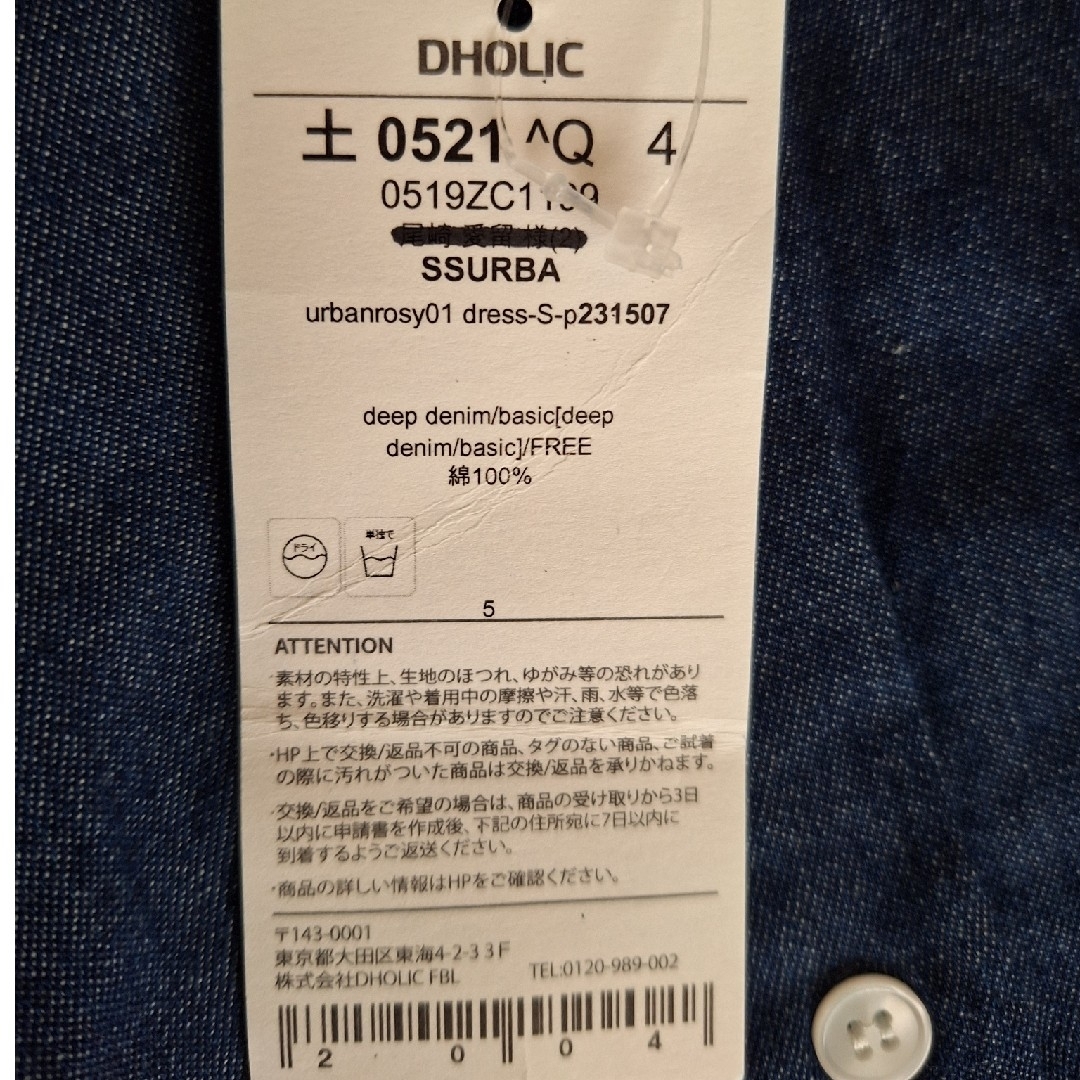 DHOLIC
土 0521 ^Q 4
SSURBA
urbanrosy01 dress-S-p231507
deep denim/basic[deep
denim/basic]/FREE
綿100%
ドライ
単独で
5
ATTENTION
・素材の特性上、生地のほつれ、ゆがみ等の恐れがあり
ます。また、洗濯や着用中の摩擦や汗、雨、水等で色落
ち、色移りする場合がありますのでご注意ください。
・HP上で交換/返品不可の商品、タグのない商品、ご試着
の際に汚れがついた商品は交換/返品を承りかねます。
・交換/返品をご希望の場合は、商品の受け取りから3日
以内に申請書を作成後、下記の住所宛に7日以内に
到着するようご返送ください。
・商品の詳しい情報はHPをご確認ください。
〒143-0001
東京都大田区東海4-2-3 3F
株式会社DHOLIC FBL TEL:0120-989-002
2 0 0 4